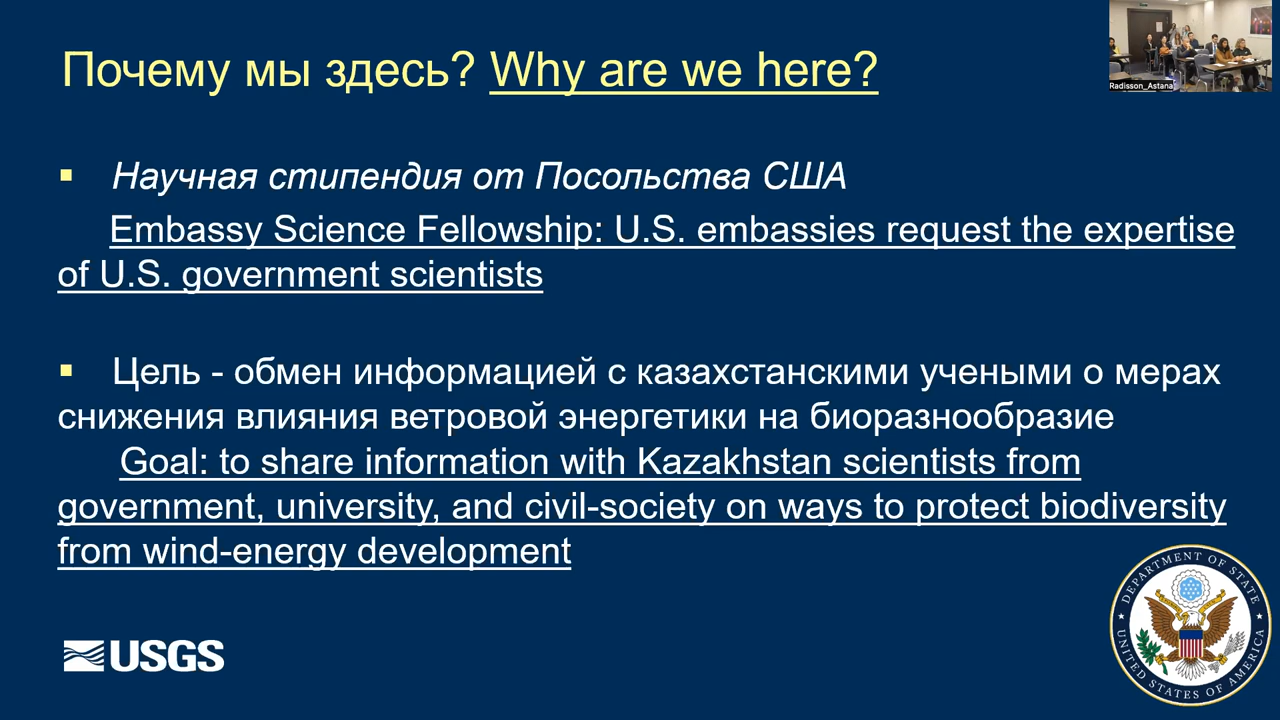 Почему мы здесь? Why are we here?
Radisson_Astana
Научная стипендия от Посольства США
Embassy Science Fellowship: U.S. embassies request the expertise
of U.S. government scientists
Цель - обмен информацией с казахстанскими учеными о мерах
снижения влияния ветровой энергетики на биоразнообразие
Goal: to share information with Kazakhstan scientists from
government, university, and civil-society on ways to protect biodiversity
from wind-energy development
USGS
DEPARTMENT OF STATE
UNITED STATES OF AMERICA